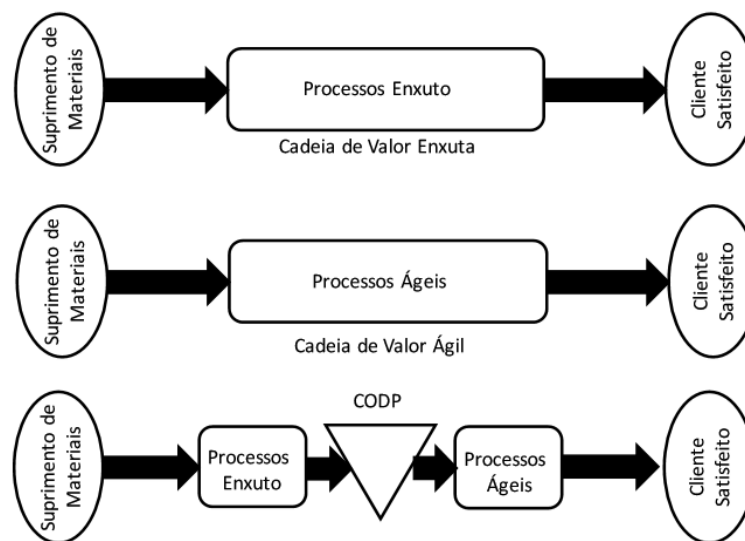 Suprimento de
Materiais
Processos Enxuto
Cliente
Satisfeito
Cadeia de Valor Enxuta
Suprimento de
Materiais
Processos Ágeis
Cliente
Satisfeito
Cadeia de Valor Ágil
CODP
Suprimento de
Materiais
Processos
Enxuto
Processos
Ágeis
Cliente
Satisfeito